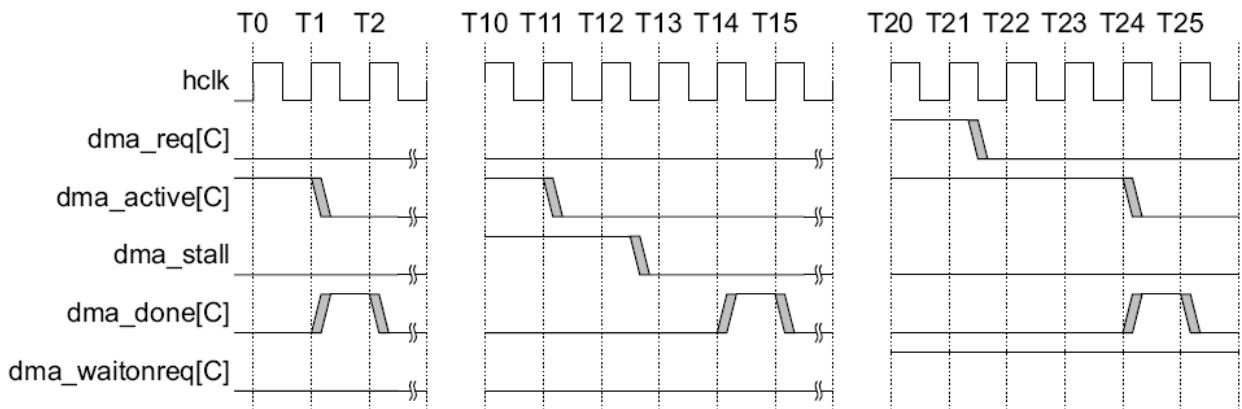 T0 T1 T2 T10 T11 T12 T13 T14 T15 T20 T21 T22 T23 T24 T25
hclk
dma_req[C]
dma_active[C]
dma_stall
dma_done[C]
dma_waitonreq[C]